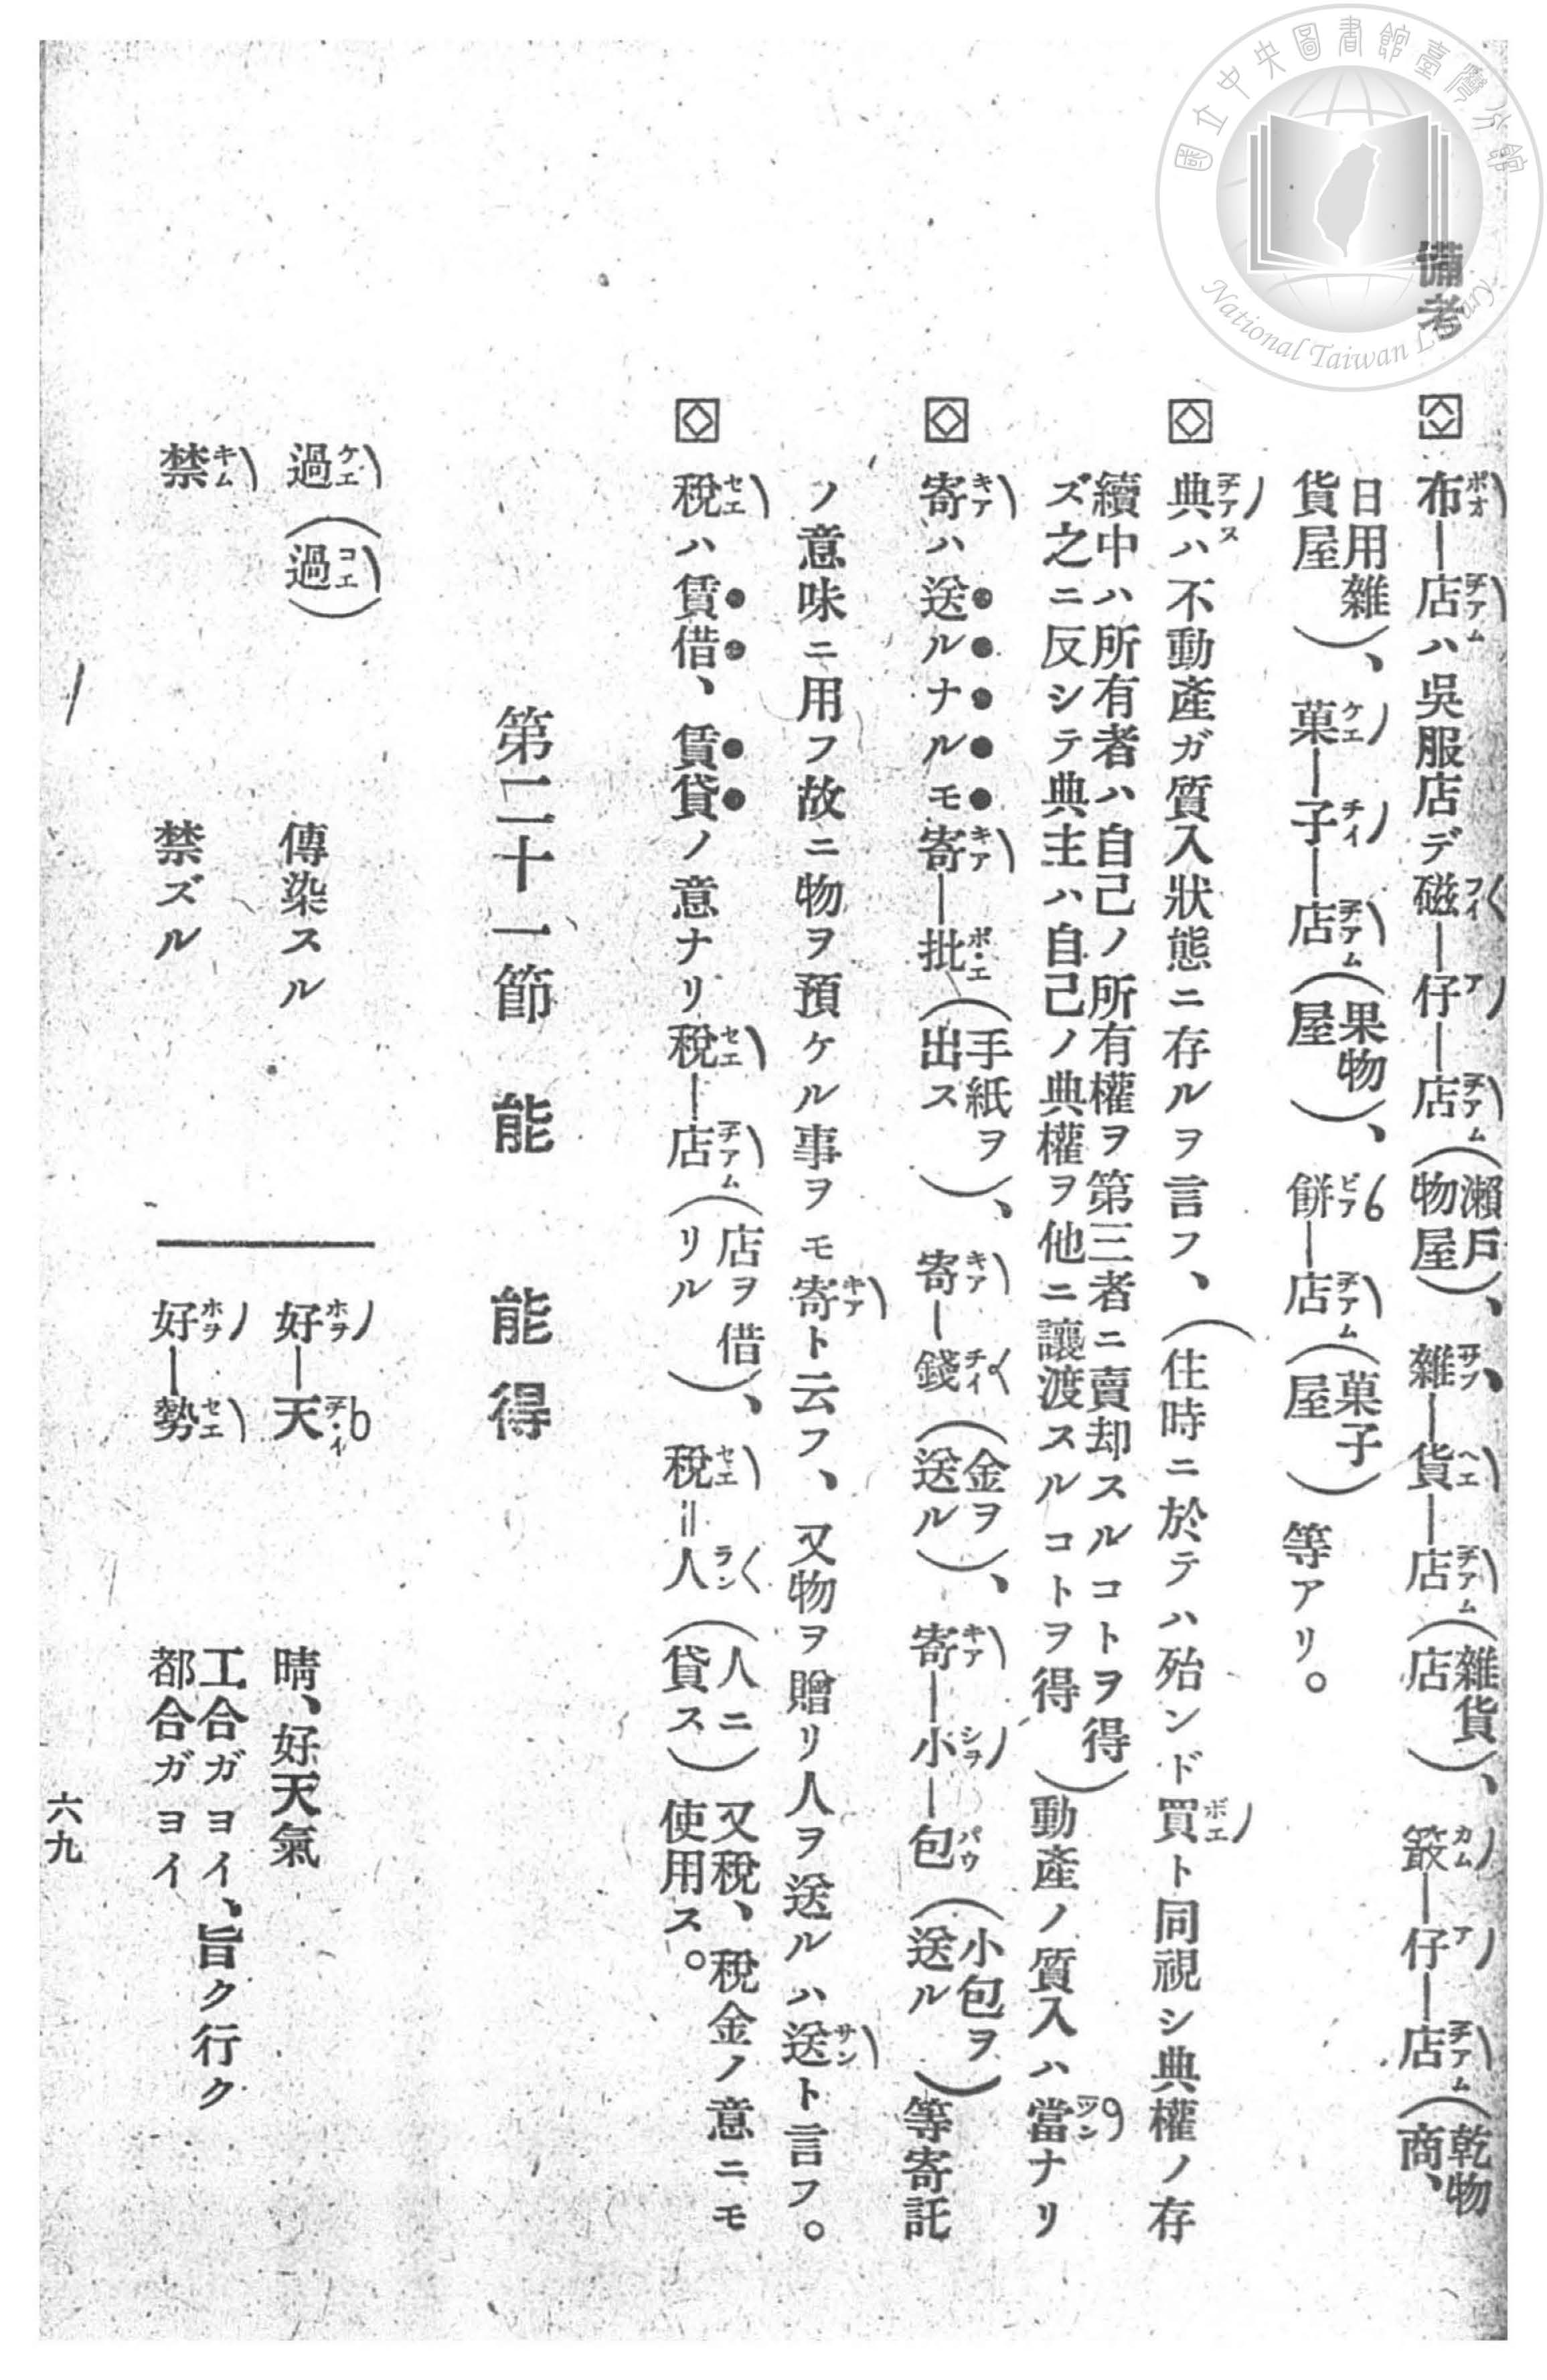 國立中央圖書館臺灣分館
National Taiwan Library
備考
布―店ハ吳服店デ磁―仔―店(瀨戶物屋)、雜―貨―店(雜貨店)、簸―仔―店(乾物商、
日用雜貨屋)、菓―子―店(果物屋)、餅―店(菓子屋)等アリ。
典ハ不動產ガ質入狀態ニ存ルヲ言フ、(住時ニ於テハ殆ンド買ト同視シ典權ノ存
續中ハ所有者ハ自己ノ所有權ヲ第三者ニ賣却スルコトヲ得
ズ之ニ反シテ典主ハ自己ノ典權ヲ他ニ讓渡スルコトヲ得)動產ノ質入ハ當ナリ
寄ハ送ルナルモ寄―批(手紙ヲ出ス)、寄―錢(金ヲ送ル)、寄―小―包(小包ヲ送ル)等寄託
ノ意味ニ用フ故ニ物ヲ預ケル事ヲモ寄ト云フ、又物ヲ贈リ人ヲ送ルハ送ト言フ。
稅ハ賃借、賃貸ノ意ナリ稅―店(店ヲ借リル)、稅=人(人ニ貸ス)又稅、稅金ノ意ニモ
使用ス。
第二十一節 能 能得
過(過) 傳染スル
禁 禁ズル
好―天 晴、好天氣
好―勢 工合ガヨイ、旨ク行ク
都合ガヨイ
六九